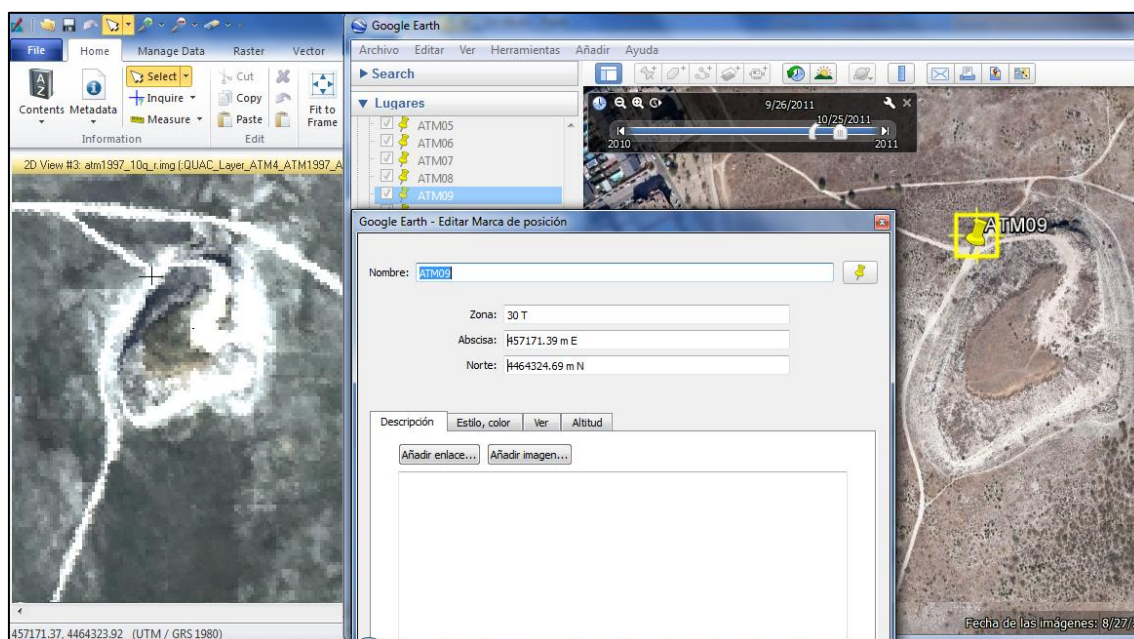 File Home Manage Data Raster Vector
Contents Metadata
Select
Inquire
Measure
Cut
Copy
Paste
Fit to
Frame
Information Edit
2D View #3: atm1997_10q_r.img (:QUAC_Layer_ATM4_ATM1997_A
457171.37, 4464323.92 (UTM / GRS 1980)
Google Earth
Archivo Editar Ver Herramientas Añadir Ayuda
Search
Lugares
ATM05
ATM06
ATM07
ATM08
ATM09
9/26/2011
10/25/2011
2010 2011
ATM09
Google Earth - Editar Marca de posición
Nombre: ATM09
Zona: 30 T
Abscisa: 457171.39 m E
Norte: 4464324.69 m N
Descripción Estilo, color Ver Altitud
Añadir enlace... Añadir imagen...
Fecha de las imágenes: 8/27/